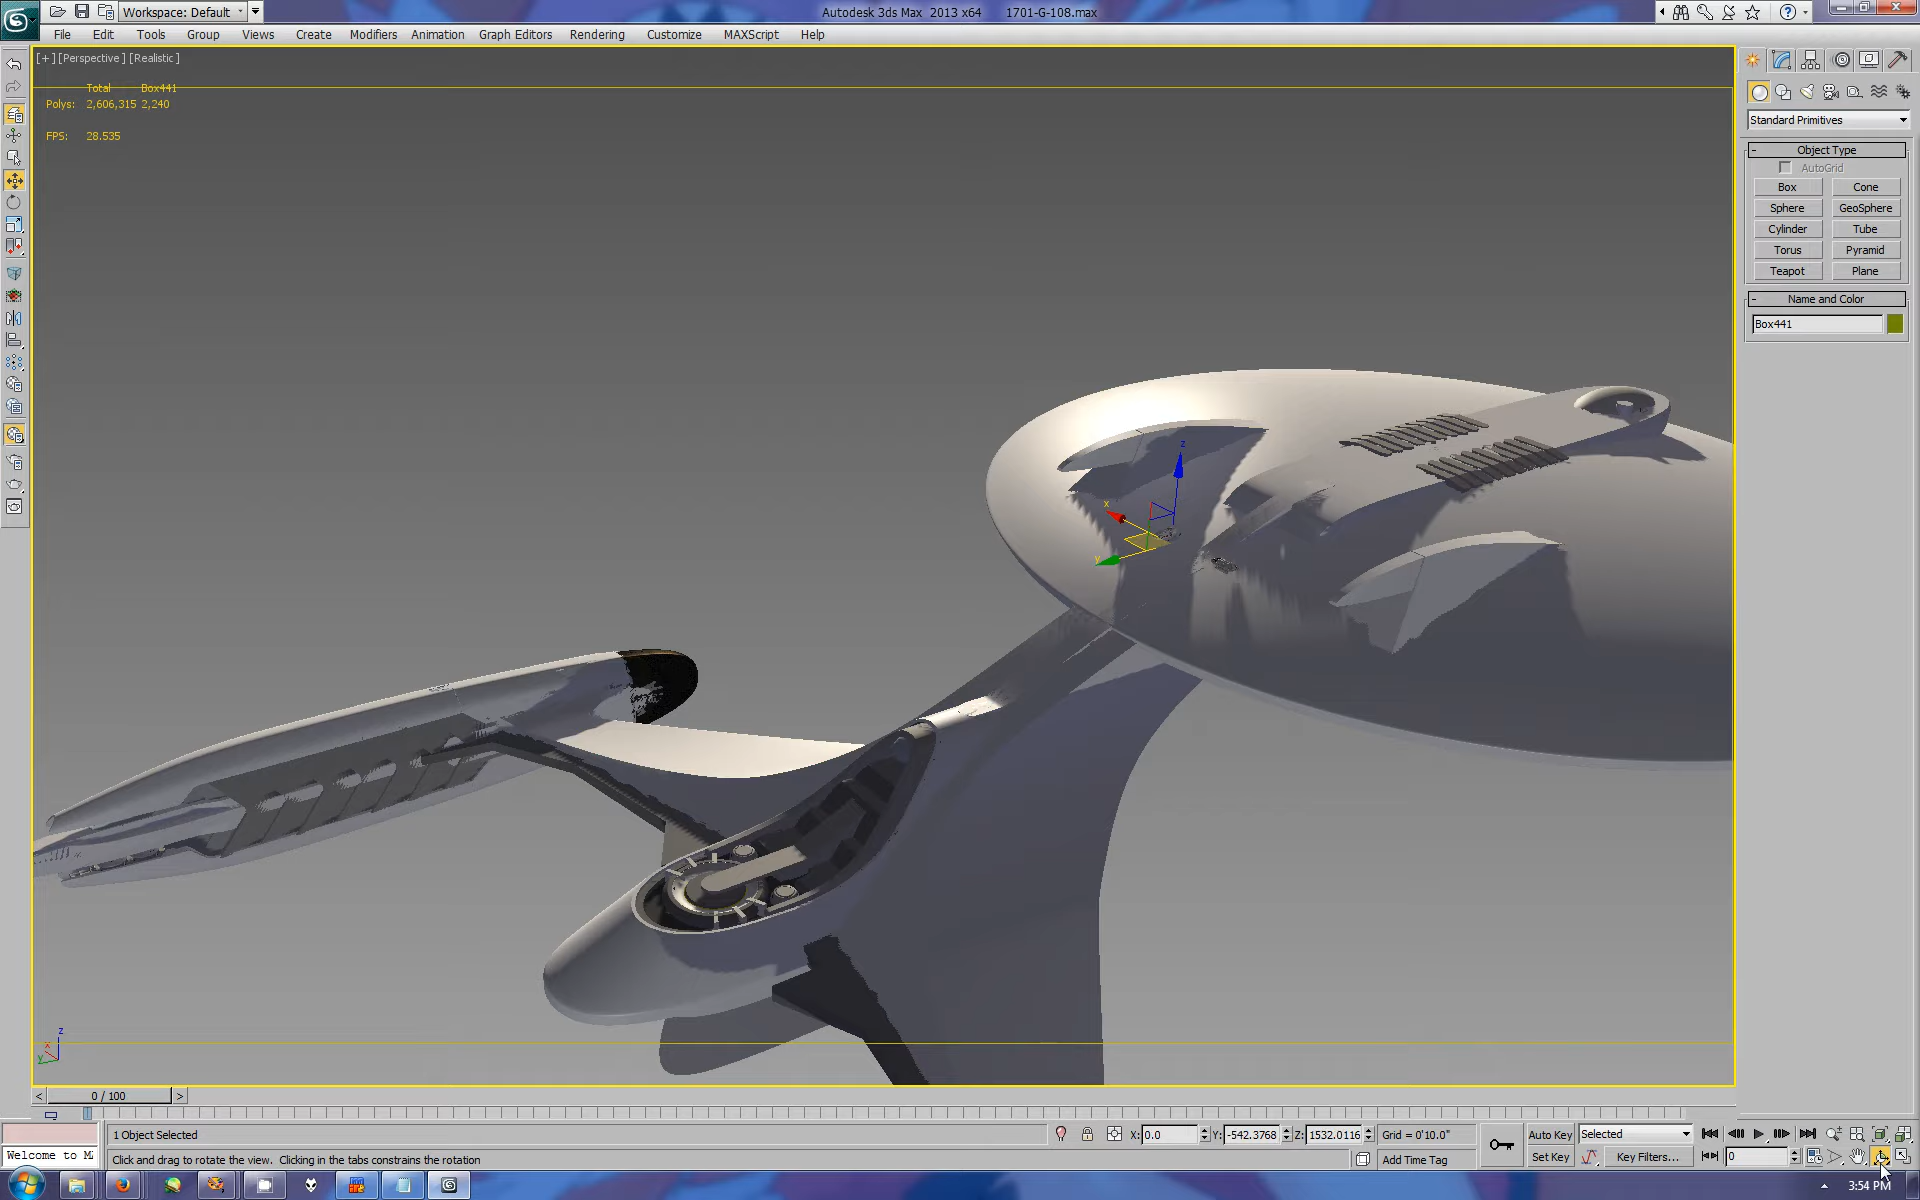 Workspace: Default
Autodesk 3ds Max 2013 x64 1701-G-108.max
File Edit Tools Group Views Create Modifiers Animation Graph Editors Rendering Customize MAXScript Help
[+] [Perspective] [Realistic]
Total Box441
Polys: 2,606,315 2,240
FPS: 28.535
Standard Primitives
- Object Type
AutoGrid
Box Cone
Sphere GeoSphere
Cylinder Tube
Torus Pyramid
Teapot Plane
- Name and Color
Box441
z
x
y
z
x
y
< 0 / 100 >
1 Object Selected X: 0.0 Y: -542.3768 Z: 1532.0116 Grid = 0'10.0" Auto Key Selected
Welcome to MA Click and drag to rotate the view. Clicking in the tabs constrains the rotation Add Time Tag Set Key Key Filters... 0
3:54 PM